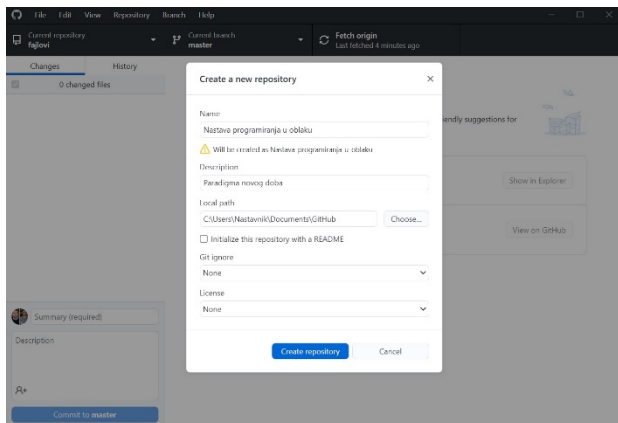 File Edit View Repository Branch Help
Current repository
fajlovi
Current branch
master
Fetch origin
Last fetched 4 minutes ago
Changes History
0 changed files
Create a new repository
Name
Nastava programiranja u oblaku
Will be created as Nastava programiranja u oblaku
Description
Paradigma novog doba
Local path
C:\Users\Nastavnik\Documents\GitHub
Choose...
Initialize this repository with a README
Git ignore
None
License
None
Create repository Cancel
iendly suggestions for
Show in Explorer
View on GitHub
Summary (required)
Description
Commit to master